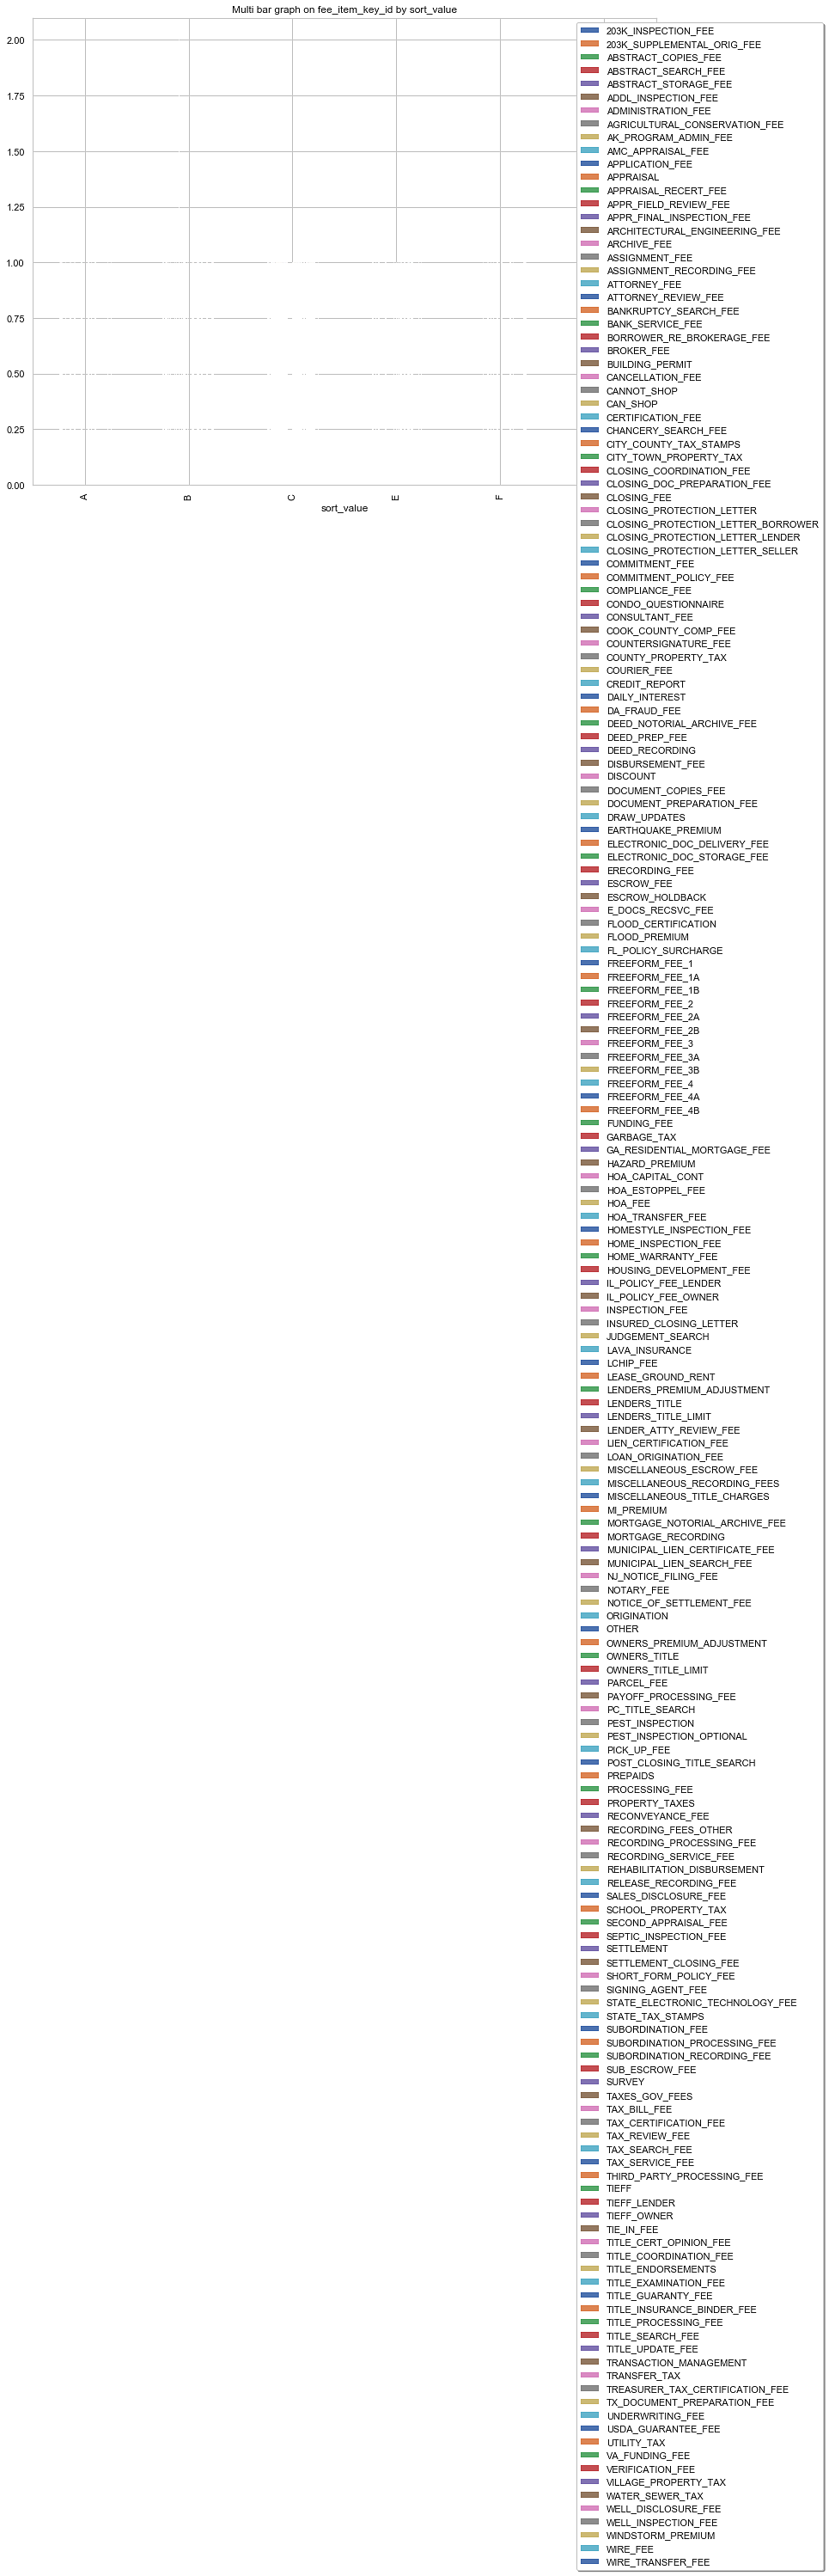 Multi bar graph on fee_item_key_id by sort_value
2.00
1.75
1.50
1.25
1.00
0.75
0.50
0.25
0.00
A
B
C
E
F
sort_value
203K_INSPECTION_FEE
203K_SUPPLEMENTAL_ORIG_FEE
ABSTRACT_COPIES_FEE
ABSTRACT_SEARCH_FEE
ABSTRACT_STORAGE_FEE
ADDL_INSPECTION_FEE
ADMINISTRATION_FEE
AGRICULTURAL_CONSERVATION_FEE
AK_PROGRAM_ADMIN_FEE
AMC_APPRAISAL_FEE
APPLICATION_FEE
APPRAISAL
APPRAISAL_RECERT_FEE
APPR_FIELD_REVIEW_FEE
APPR_FINAL_INSPECTION_FEE
ARCHITECTURAL_ENGINEERING_FEE
ARCHIVE_FEE
ASSIGNMENT_FEE
ASSIGNMENT_RECORDING_FEE
ATTORNEY_FEE
ATTORNEY_REVIEW_FEE
BANKRUPTCY_SEARCH_FEE
BANK_SERVICE_FEE
BORROWER_RE_BROKERAGE_FEE
BROKER_FEE
BUILDING_PERMIT
CANCELLATION_FEE
CANNOT_SHOP
CAN_SHOP
CERTIFICATION_FEE
CHANCERY_SEARCH_FEE
CITY_COUNTY_TAX_STAMPS
CITY_TOWN_PROPERTY_TAX
CLOSING_COORDINATION_FEE
CLOSING_DOC_PREPARATION_FEE
CLOSING_FEE
CLOSING_PROTECTION_LETTER
CLOSING_PROTECTION_LETTER_BORROWER
CLOSING_PROTECTION_LETTER_LENDER
CLOSING_PROTECTION_LETTER_SELLER
COMMITMENT_FEE
COMMITMENT_POLICY_FEE
COMPLIANCE_FEE
CONDO_QUESTIONNAIRE
CONSULTANT_FEE
COOK_COUNTY_COMP_FEE
COUNTERSIGNATURE_FEE
COUNTY_PROPERTY_TAX
COURIER_FEE
CREDIT_REPORT
DAILY_INTEREST
DA_FRAUD_FEE
DEED_NOTORIAL_ARCHIVE_FEE
DEED_PREP_FEE
DEED_RECORDING
DISBURSEMENT_FEE
DISCOUNT
DOCUMENT_COPIES_FEE
DOCUMENT_PREPARATION_FEE
DRAW_UPDATES
EARTHQUAKE_PREMIUM
ELECTRONIC_DOC_DELIVERY_FEE
ELECTRONIC_DOC_STORAGE_FEE
ERECORDING_FEE
ESCROW_FEE
ESCROW_HOLDBACK
E_DOCS_RECSVC_FEE
FLOOD_CERTIFICATION
FLOOD_PREMIUM
FL_POLICY_SURCHARGE
FREEFORM_FEE_1
FREEFORM_FEE_1A
FREEFORM_FEE_1B
FREEFORM_FEE_2
FREEFORM_FEE_2A
FREEFORM_FEE_2B
FREEFORM_FEE_3
FREEFORM_FEE_3A
FREEFORM_FEE_3B
FREEFORM_FEE_4
FREEFORM_FEE_4A
FREEFORM_FEE_4B
FUNDING_FEE
GARBAGE_TAX
GA_RESIDENTIAL_MORTGAGE_FEE
HAZARD_PREMIUM
HOA_CAPITAL_CONT
HOA_ESTOPPEL_FEE
HOA_FEE
HOA_TRANSFER_FEE
HOMESTYLE_INSPECTION_FEE
HOME_INSPECTION_FEE
HOME_WARRANTY_FEE
HOUSING_DEVELOPMENT_FEE
IL_POLICY_FEE_LENDER
IL_POLICY_FEE_OWNER
INSPECTION_FEE
INSURED_CLOSING_LETTER
JUDGEMENT_SEARCH
LAVA_INSURANCE
LCHIP_FEE
LEASE_GROUND_RENT
LENDERS_PREMIUM_ADJUSTMENT
LENDERS_TITLE
LENDERS_TITLE_LIMIT
LENDER_ATTY_REVIEW_FEE
LIEN_CERTIFICATION_FEE
LOAN_ORIGINATION_FEE
MISCELLANEOUS_ESCROW_FEE
MISCELLANEOUS_RECORDING_FEES
MISCELLANEOUS_TITLE_CHARGES
MI_PREMIUM
MORTGAGE_NOTORIAL_ARCHIVE_FEE
MORTGAGE_RECORDING
MUNICIPAL_LIEN_CERTIFICATE_FEE
MUNICIPAL_LIEN_SEARCH_FEE
NJ_NOTICE_FILING_FEE
NOTARY_FEE
NOTICE_OF_SETTLEMENT_FEE
ORIGINATION
OTHER
OWNERS_PREMIUM_ADJUSTMENT
OWNERS_TITLE
OWNERS_TITLE_LIMIT
PARCEL_FEE
PAYOFF_PROCESSING_FEE
PC_TITLE_SEARCH
PEST_INSPECTION
PEST_INSPECTION_OPTIONAL
PICK_UP_FEE
POST_CLOSING_TITLE_SEARCH
PREPAIDS
PROCESSING_FEE
PROPERTY_TAXES
RECONVEYANCE_FEE
RECORDING_FEES_OTHER
RECORDING_PROCESSING_FEE
RECORDING_SERVICE_FEE
REHABILITATION_DISBURSEMENT
RELEASE_RECORDING_FEE
SALES_DISCLOSURE_FEE
SCHOOL_PROPERTY_TAX
SECOND_APPRAISAL_FEE
SEPTIC_INSPECTION_FEE
SETTLEMENT
SETTLEMENT_CLOSING_FEE
SHORT_FORM_POLICY_FEE
SIGNING_AGENT_FEE
STATE_ELECTRONIC_TECHNOLOGY_FEE
STATE_TAX_STAMPS
SUBORDINATION_FEE
SUBORDINATION_PROCESSING_FEE
SUBORDINATION_RECORDING_FEE
SUB_ESCROW_FEE
SURVEY
TAXES_GOV_FEES
TAX_BILL_FEE
TAX_CERTIFICATION_FEE
TAX_REVIEW_FEE
TAX_SEARCH_FEE
TAX_SERVICE_FEE
THIRD_PARTY_PROCESSING_FEE
TIEFF
TIEFF_LENDER
TIEFF_OWNER
TIE_IN_FEE
TITLE_CERT_OPINION_FEE
TITLE_COORDINATION_FEE
TITLE_ENDORSEMENTS
TITLE_EXAMINATION_FEE
TITLE_GUARANTY_FEE
TITLE_INSURANCE_BINDER_FEE
TITLE_PROCESSING_FEE
TITLE_SEARCH_FEE
TITLE_UPDATE_FEE
TRANSACTION_MANAGEMENT
TRANSFER_TAX
TREASURER_TAX_CERTIFICATION_FEE
TX_DOCUMENT_PREPARATION_FEE
UNDERWRITING_FEE
USDA_GUARANTEE_FEE
UTILITY_TAX
VA_FUNDING_FEE
VERIFICATION_FEE
VILLAGE_PROPERTY_TAX
WATER_SEWER_TAX
WELL_DISCLOSURE_FEE
WELL_INSPECTION_FEE
WINDSTORM_PREMIUM
WIRE_FEE
WIRE_TRANSFER_FEE